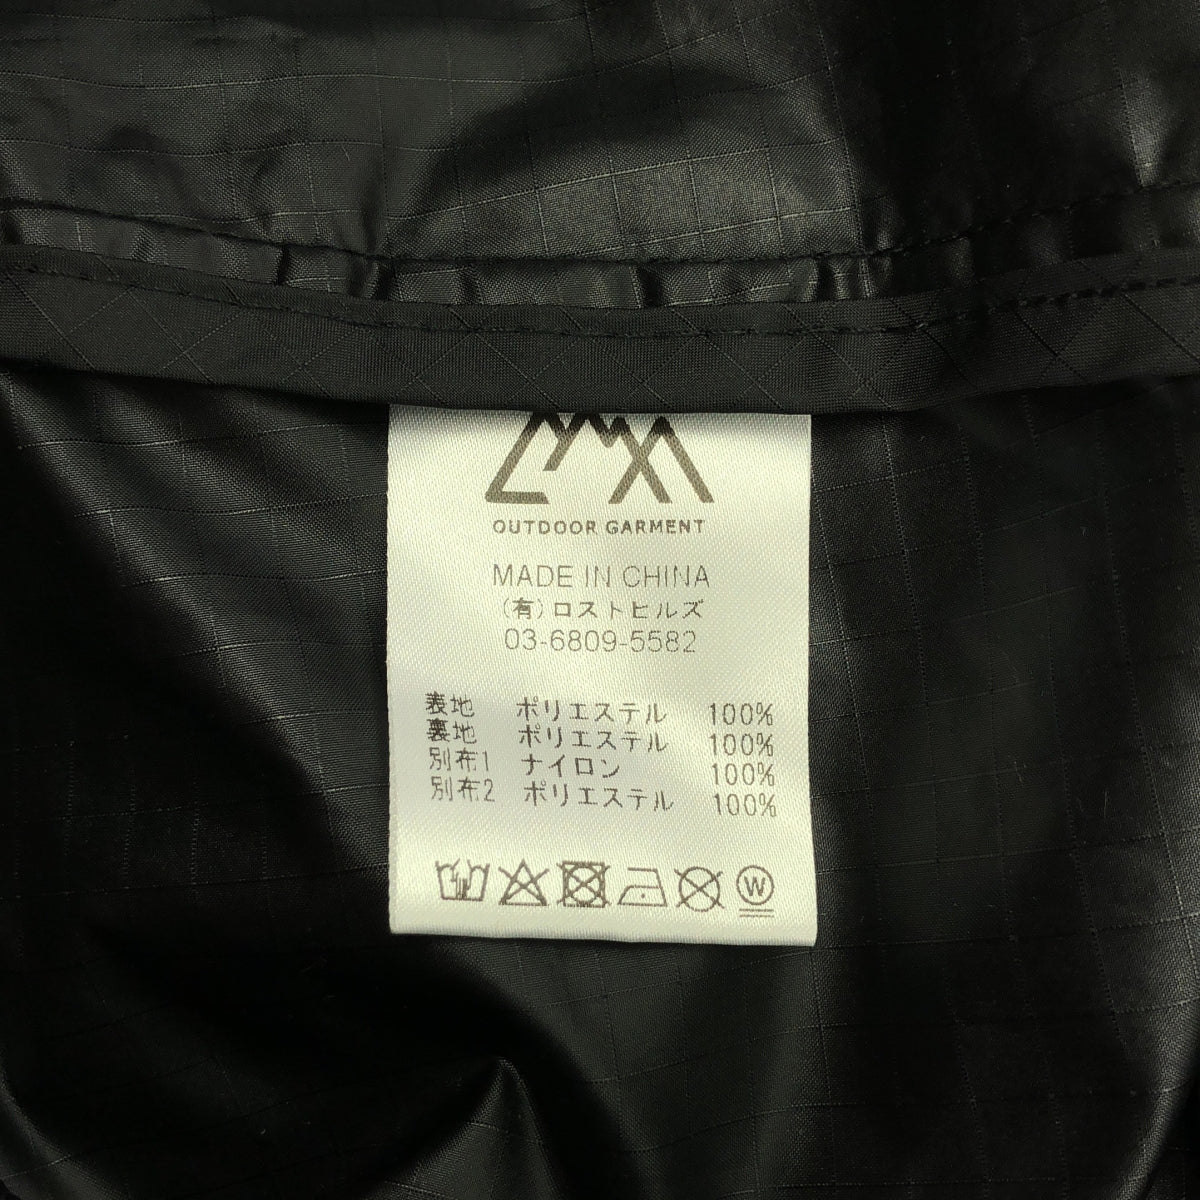 OUTDOOR GARMENT
MADE IN CHINA
(有)ロストヒルズ
03-6809-5582
表地 ポリエステル 100%
裏地 ポリエステル 100%
別布1 ナイロン 100%
別布2 ポリエステル 100%
W